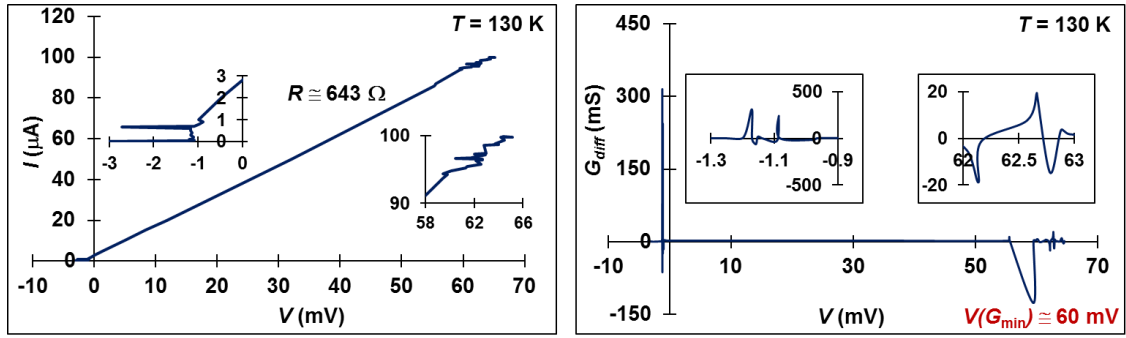 120
100
80
60
40
20
0
I (μA)
-10 0 10 20 30 40 50 60 70
V (mV)
T = 130 K
R ≅ 643 Ω
3
2
1
0
-3 -2 -1 0
100
90
58 62 66
450
300
150
0
-150
G_diff (mS)
-10 10 30 50 70
V (mV)
T = 130 K
500
0
-500
-1.3 -1.1 -0.9
20
0
-20
62 62.5 63
V(G_min) ≅ 60 mV